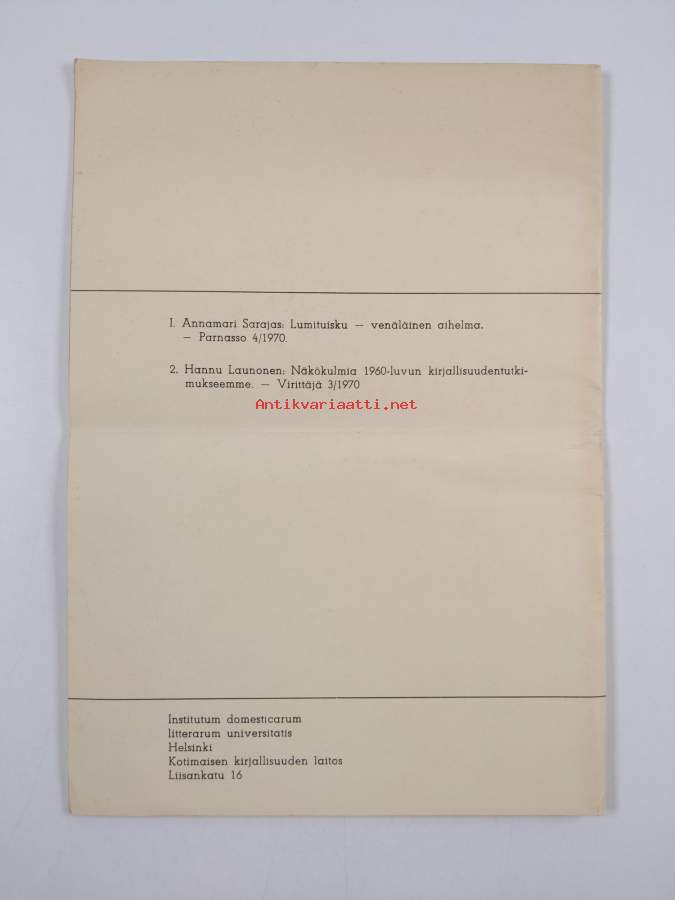 1. Annamari Sarajas: Lumituisku — venäläinen aihelma.
— Parnasso 4/1970.
2. Hannu Launonen: Näkökulmia 1960-luvun kirjallisuudentutki-
mukseemme. — Virittäjä 3/1970
Antikvariaatti.net
Institutum domesticarum
litterarum universitatis
Helsinki
Kotimaisen kirjallisuuden laitos
Liisankatu 16